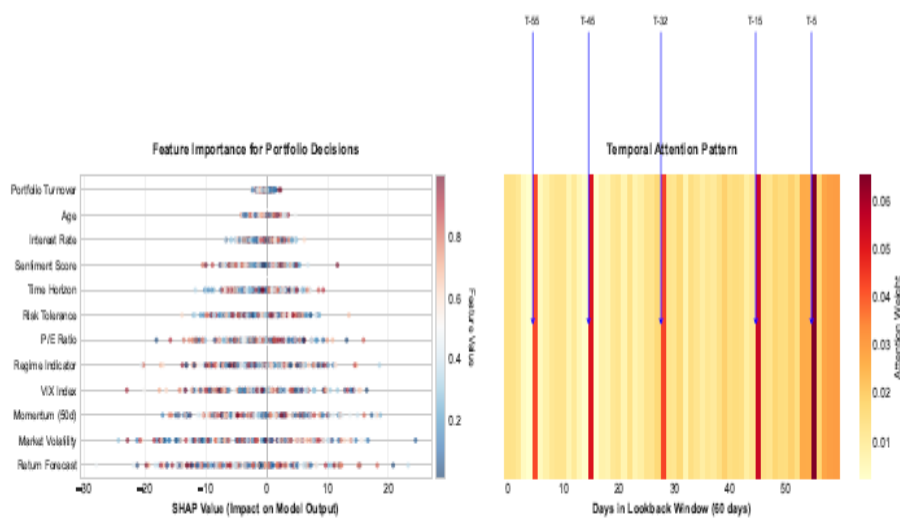 T-55 T-45 T-32 T-15 T-5
Feature Importance for Portfolio Decisions
Portfolio Turnover
Age
Interest Rate
Sentiment Score
Time Horizon
Risk Tolerance
P/E Ratio
Regime Indicator
VIX Index
Momentum (50d)
Market Volatility
Return Forecast
−30 −20 −10 0 10 20
SHAP Value (Impact on Model Output)
0.8
0.6
0.4
0.2
Feature Value
Temporal Attention Pattern
0 10 20 30 40 50
Days in Lookback Window (60 days)
0.06
0.05
0.04
0.03
0.02
0.01
Attention Weight